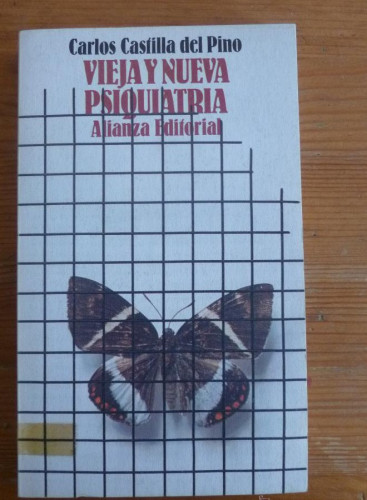 Carlos Castilla del Pino
VIEJA Y NUEVA
PSIQUIATRIA
Alianza Editorial